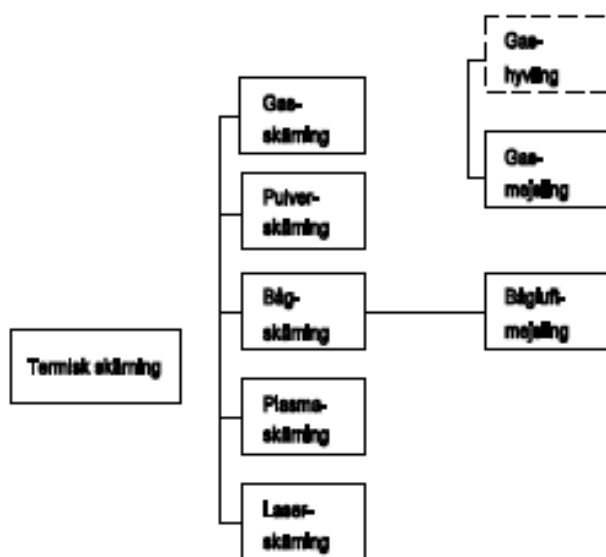 Gas-
hyvling
Gas-
skärning
Gas-
mejsling
Pulver-
skärning
Båg-
skärning
Bågluft-
mejsling
Termisk skärning
Plasma-
skärning
Laser-
skärning